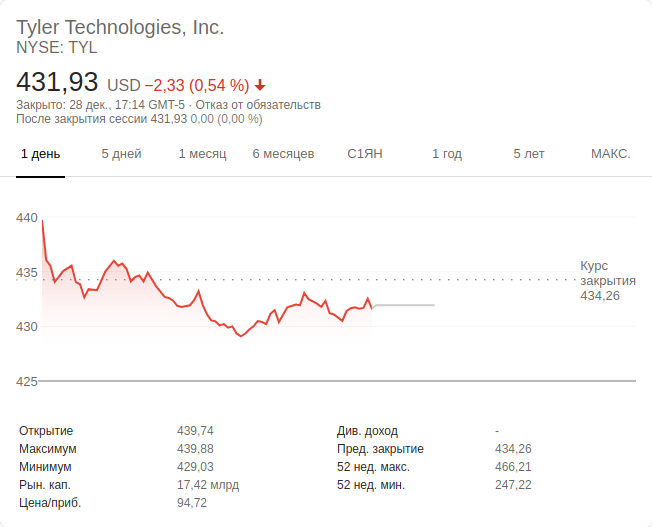 Tyler Technologies, Inc.
NYSE: TYL
431,93 USD −2,33 (0,54 %)
Закрыто: 28 дек., 17:14 GMT-5 · Отказ от обязательств
После закрытия сессии 431,93 0,00 (0,00 %)
1 день 5 дней 1 месяц 6 месяцев С1ЯН 1 год 5 лет МАКС.
440
435
430
425
Курс
закрытия
434,26
Открытие 439,74 Див. доход -
Максимум 439,88 Пред. закрытие 434,26
Минимум 429,03 52 нед. макс. 466,21
Рын. кап. 17,42 млрд 52 нед. мин. 247,22
Цена/приб. 94,72